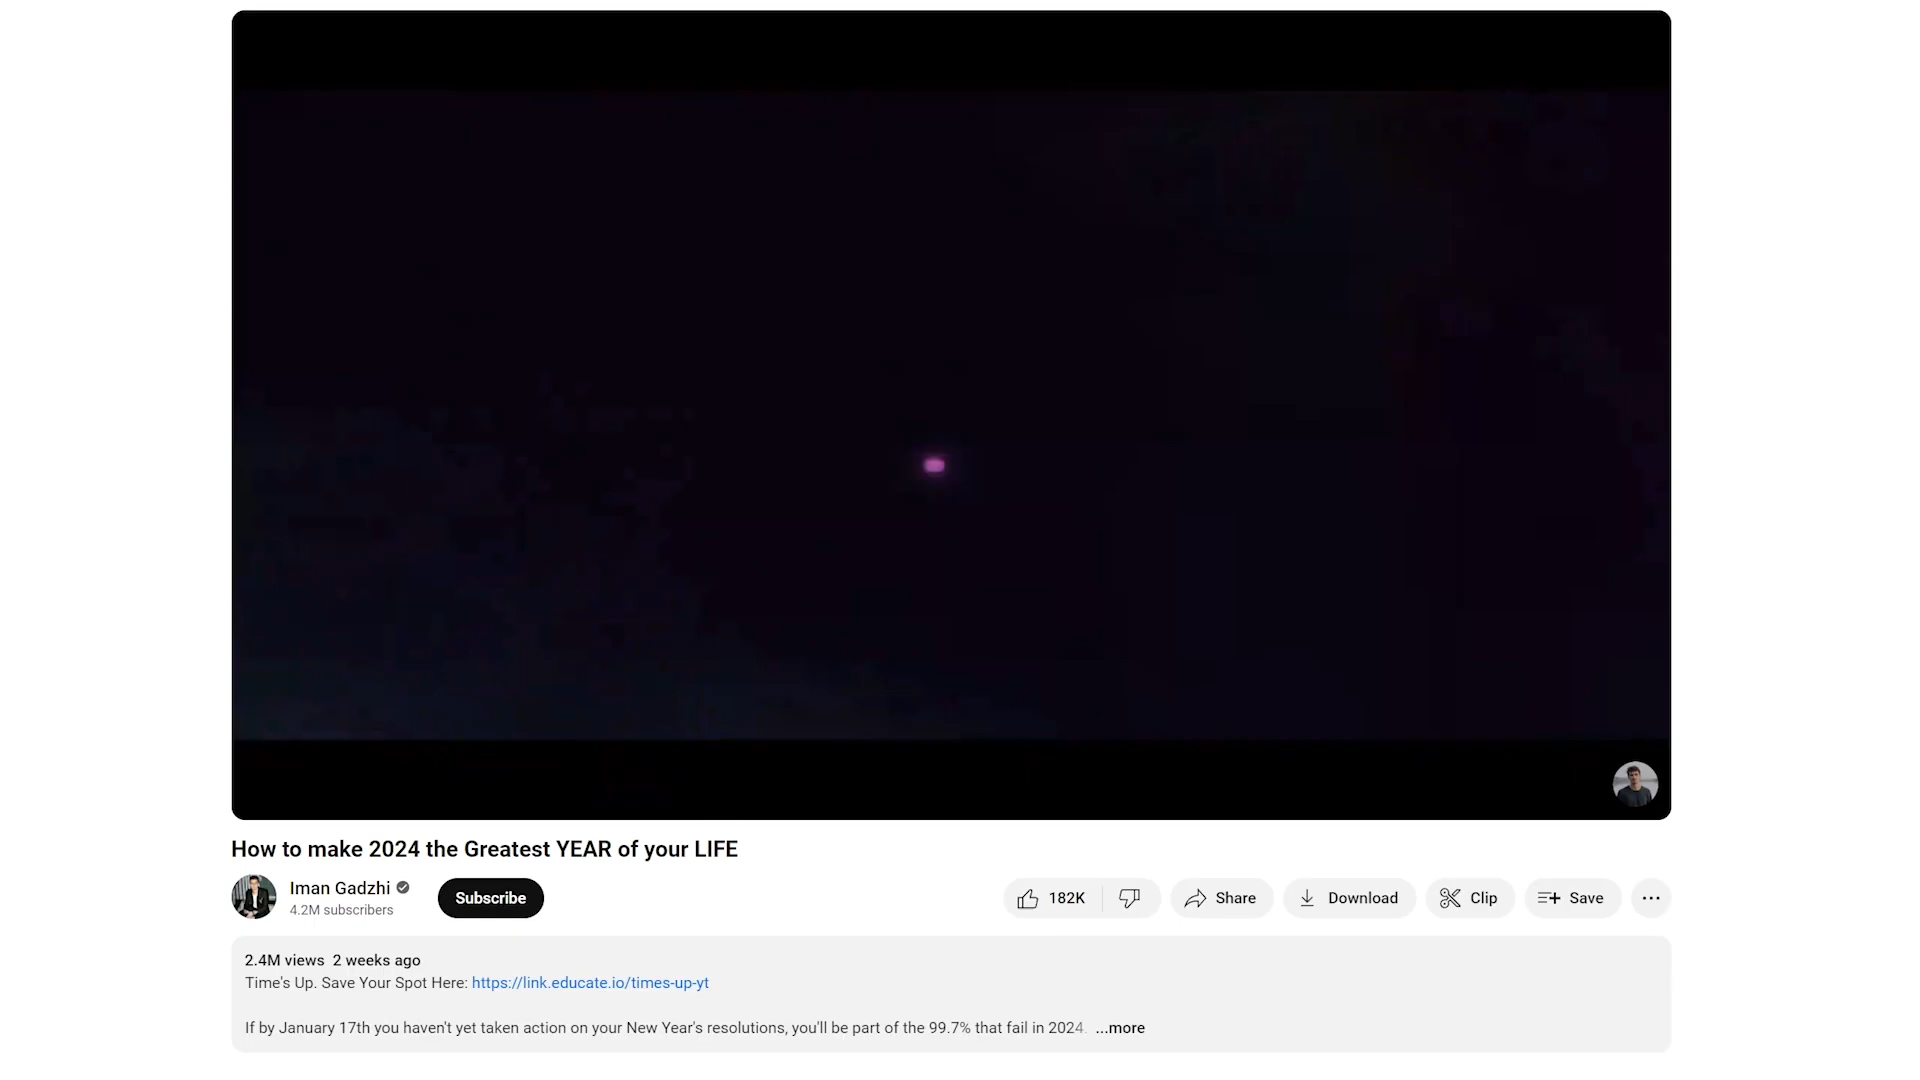 How to make 2024 the Greatest YEAR of your LIFE
Iman Gadzhi
4.2M subscribers
Subscribe
182K
Share
Download
Clip
Save
2.4M views 2 weeks ago
Time's Up. Save Your Spot Here: https://link.educate.io/times-up-yt
If by January 17th you haven't yet taken action on your New Year's resolutions, you'll be part of the 99.7% that fail in 2024. ...more